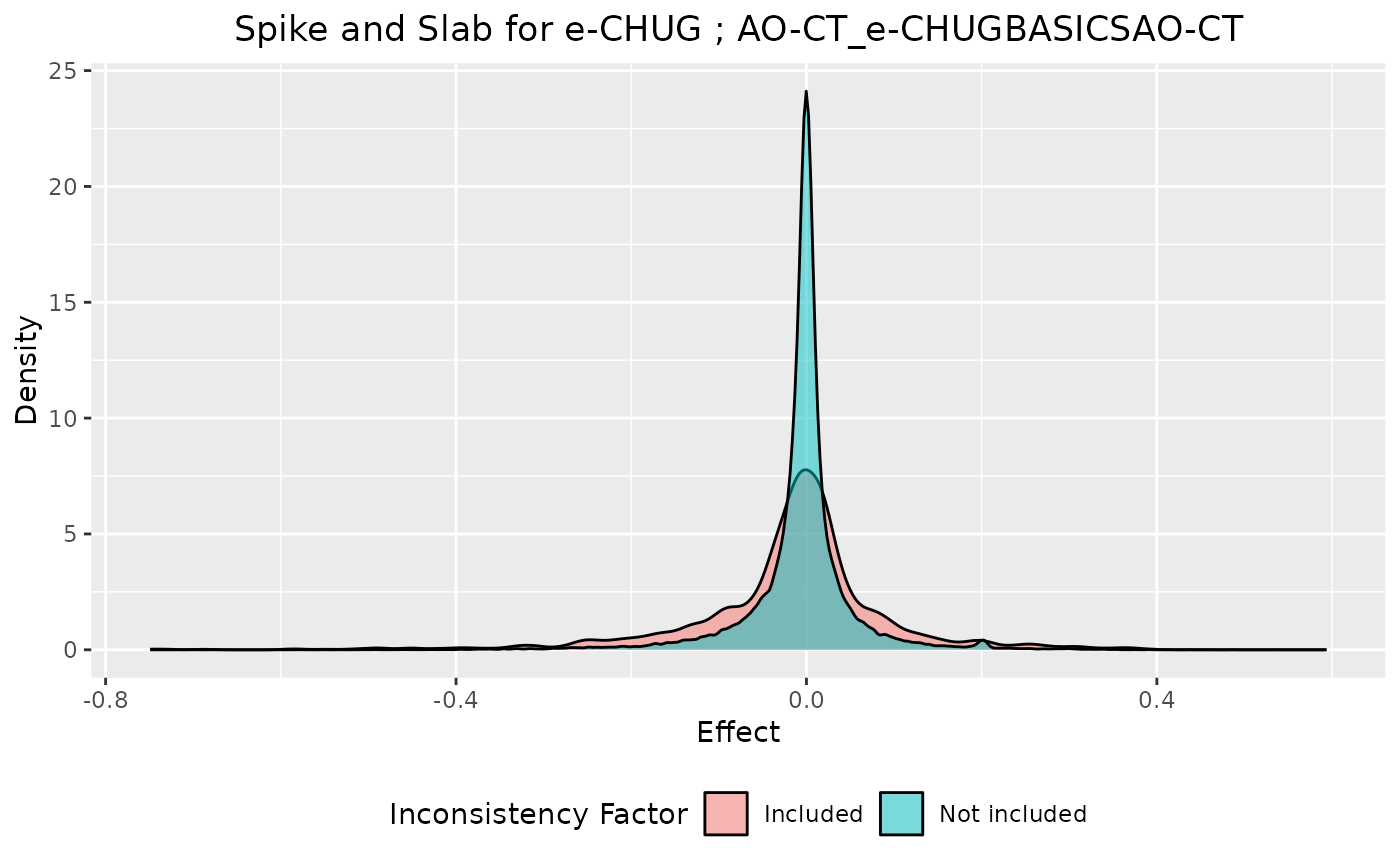 Spike and Slab for e-CHUG ; AO-CT_e-CHUGBASICSAO-CT
25
20
15
10
5
0
Density
-0.8 -0.4 0.0 0.4
Effect
Inconsistency Factor Included Not included